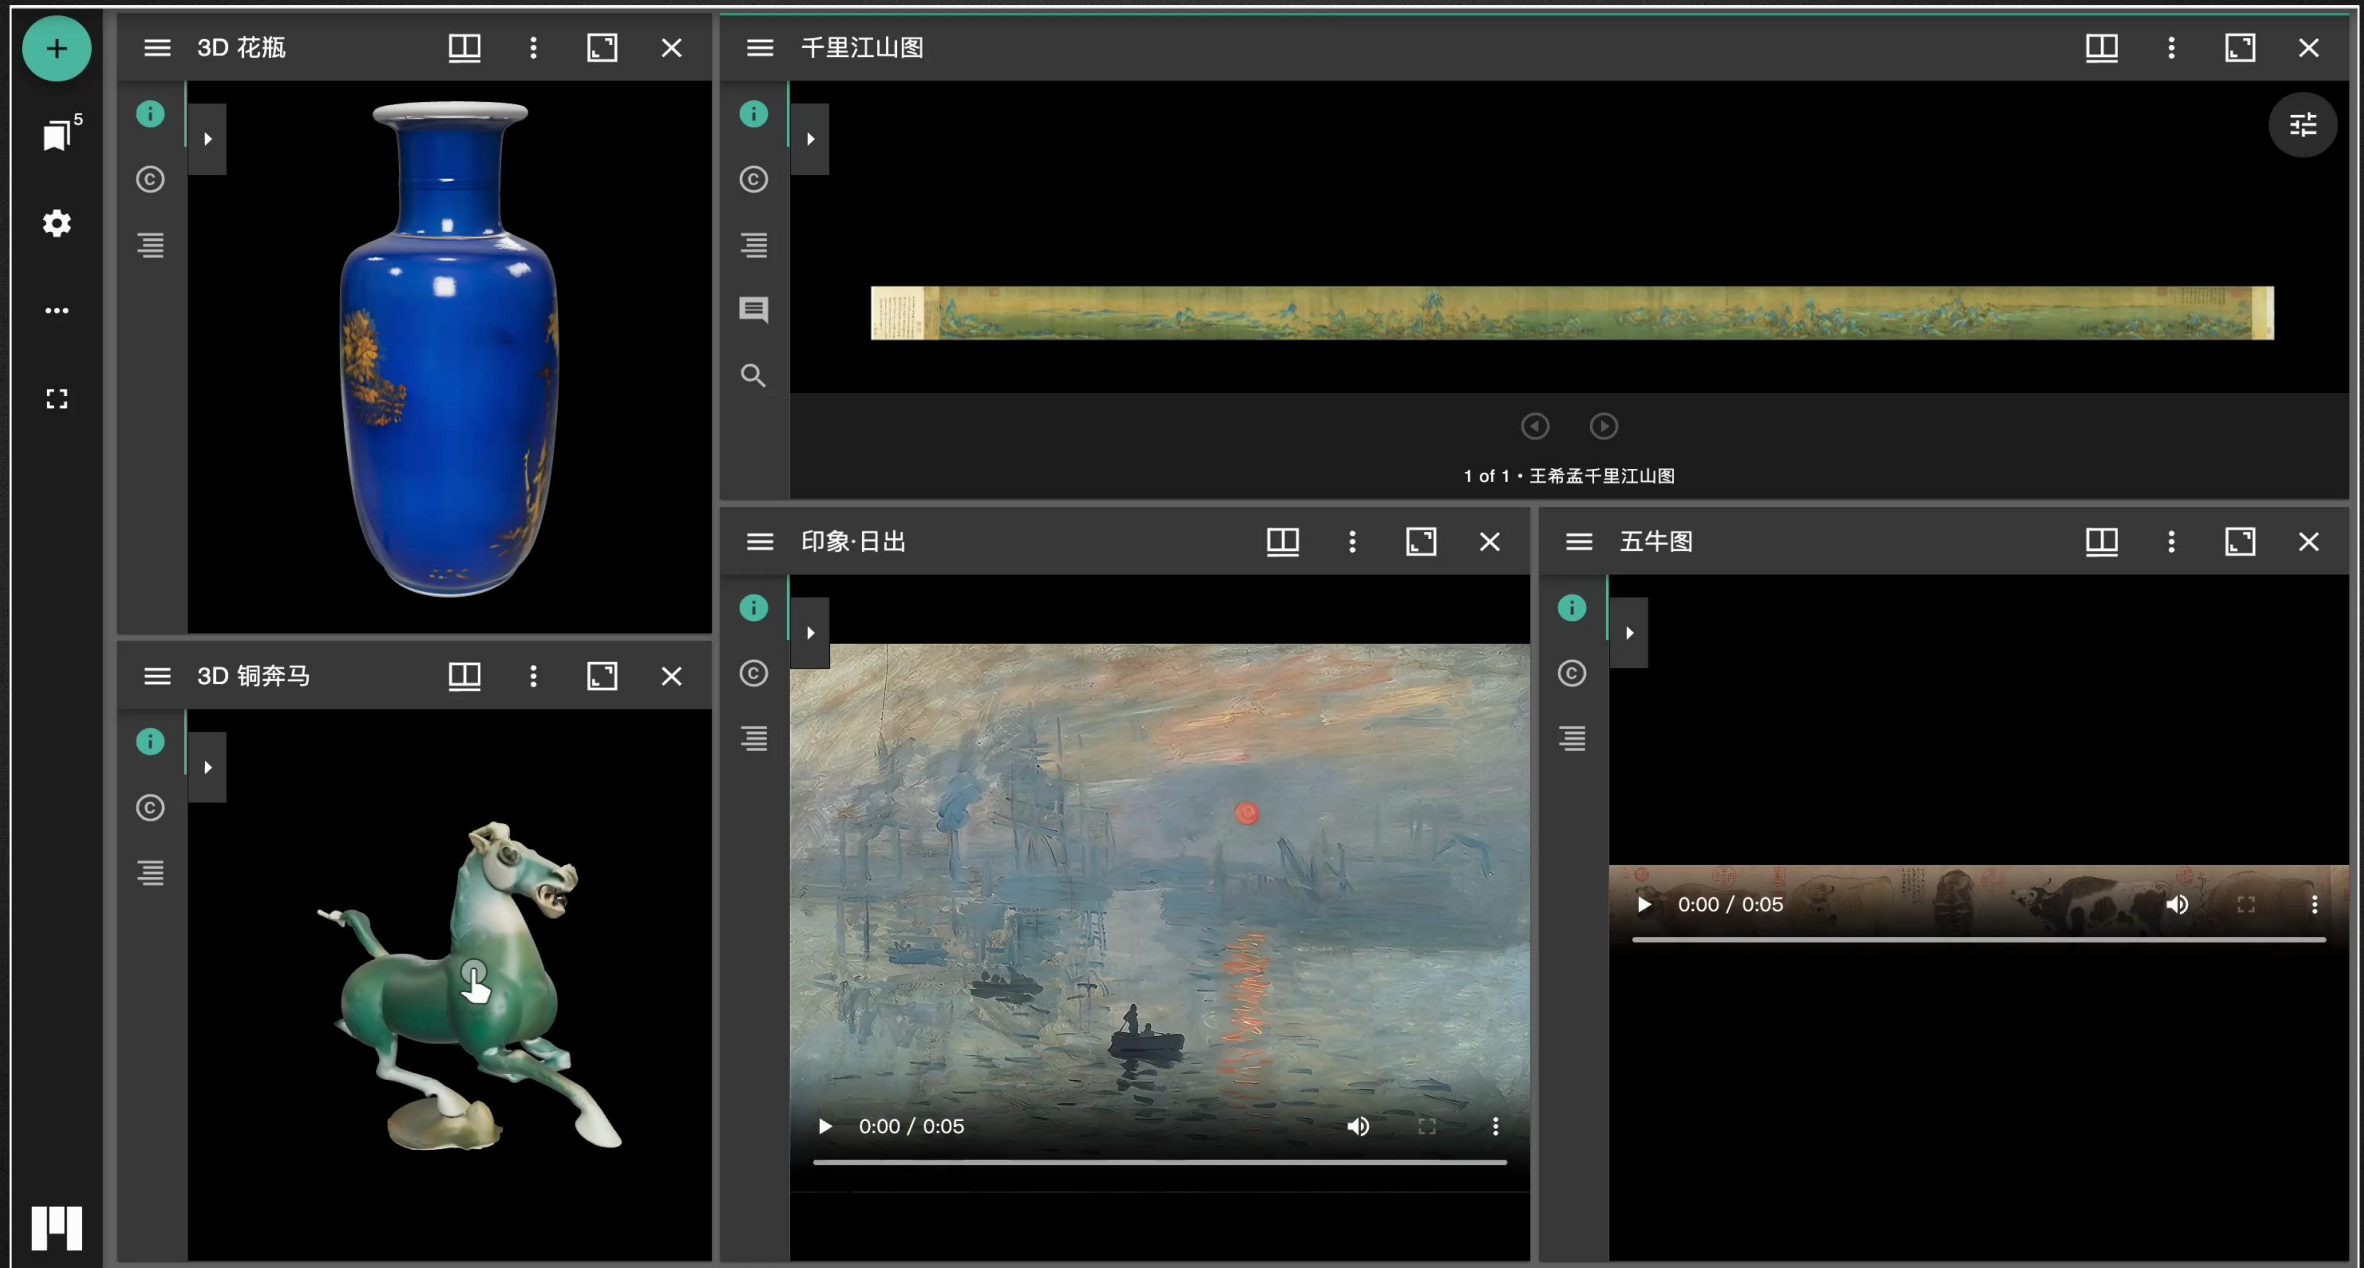 5
3D 花瓶
千里江山图
1 of 1 • 王希孟千里江山图
3D 铜奔马
印象·日出
0:00 / 0:05
五牛图
0:00 / 0:05